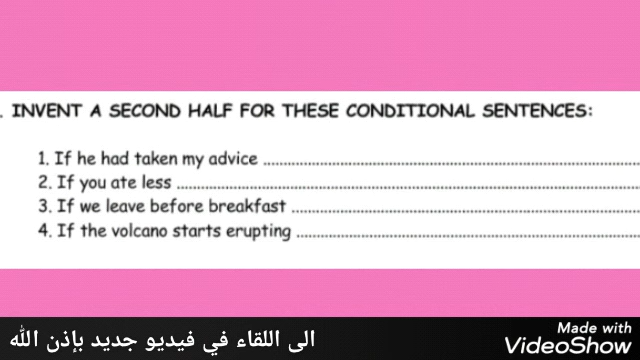 . INVENT A SECOND HALF FOR THESE CONDITIONAL SENTENCES:
1. If he had taken my advice ................................................................
2. If you ate less ................................................................
3. If we leave before breakfast ................................................................
4. If the volcano starts erupting ................................................................
الى اللقاء في فيديو جديد بإذن الله
Made with
VideoShow